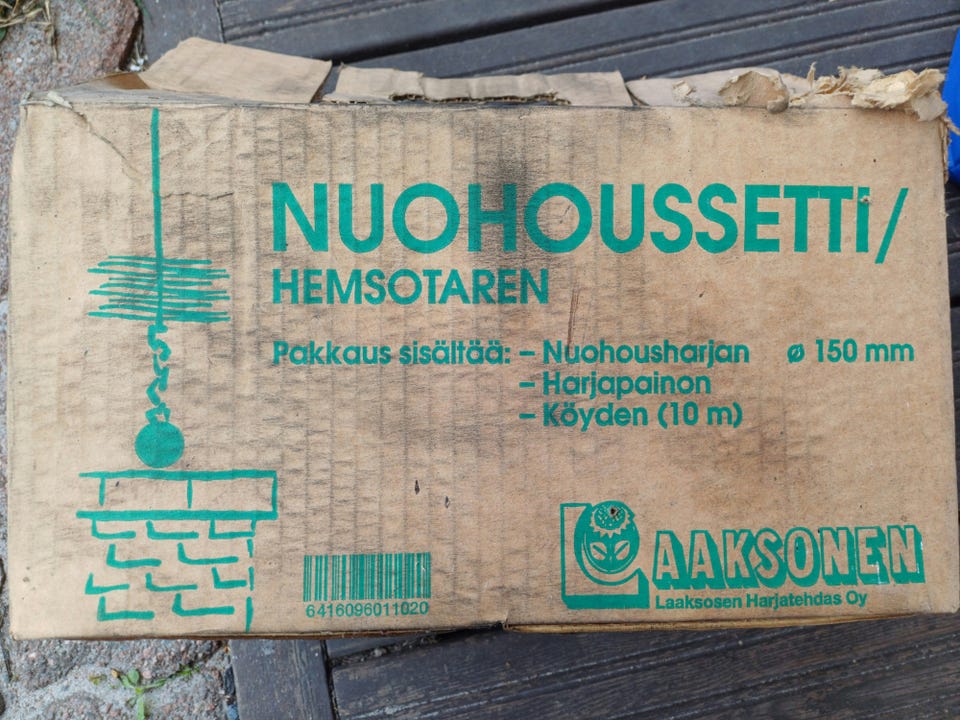 NUOHOUSSETTI/
HEMSOTAREN
Pakkaus sisältää: – Nuohousharjan ø 150 mm
– Harjapainon
– Köyden (10 m)
LAAKSONEN
Laaksosen Harjatehdas Oy
6416096011020